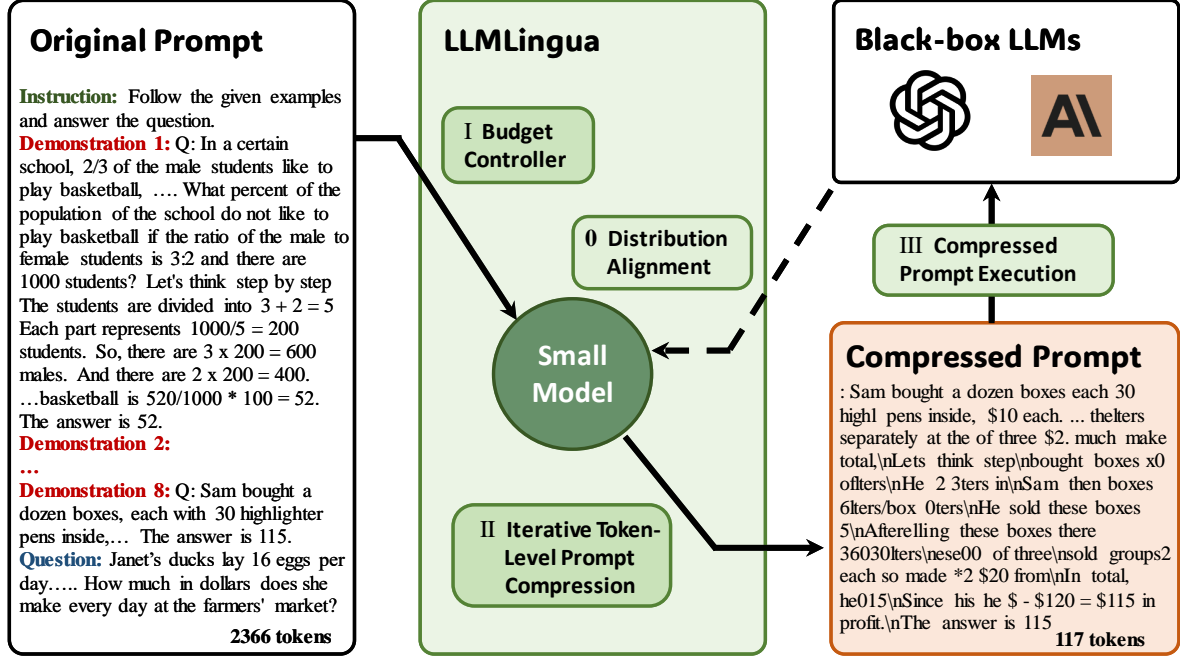 Original Prompt
Instruction: Follow the given examples
and answer the question.
Demonstration 1: Q: In a certain
school, 2/3 of the male students like to
play basketball, …. What percent of the
population of the school do not like to
play basketball if the ratio of the male to
female students is 3:2 and there are
1000 students? Let's think step by step
The students are divided into 3 + 2 = 5
Each part represents 1000/5 = 200
students. So, there are 3 x 200 = 600
males. And there are 2 x 200 = 400.
…basketball is 520/1000 * 100 = 52.
The answer is 52.
Demonstration 2:
…
Demonstration 8: Q: Sam bought a
dozen boxes, each with 30 highlighter
pens inside,… The answer is 115.
Question: Janet’s ducks lay 16 eggs per
day….. How much in dollars does she
make every day at the farmers' market?
2366 tokens
LLMLingua
I Budget
Controller
0 Distribution
Alignment
Small
Model
II Iterative Token-
Level Prompt
Compression
Black-box LLMs
A\
III Compressed
Prompt Execution
Compressed Prompt
: Sam bought a dozen boxes each 30
highl pens inside, $10 each. ... thelters
separately at the of three $2. much make
total,\nLets think step\nbought boxes x0
oflters\nHe 2 3ters in\nSam then boxes
6lters/box 0ters\nHe sold these boxes
5\nAfterelling these boxes there
36030lters\nese00 of three\nsold groups2
each so made *2 $20 from\nIn total,
he015\nSince his he $ - $120 = $115 in
profit.\nThe answer is 115
117 tokens